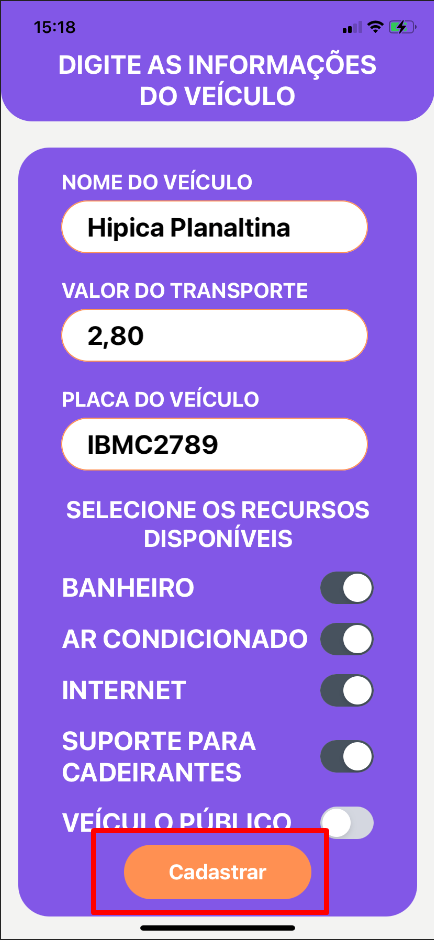 15:18
DIGITE AS INFORMAÇÕES
DO VEÍCULO
NOME DO VEÍCULO
Hipica Planaltina
VALOR DO TRANSPORTE
2,80
PLACA DO VEÍCULO
IBMC2789
SELECIONE OS RECURSOS
DISPONÍVEIS
BANHEIRO
AR CONDICIONADO
INTERNET
SUPORTE PARA
CADEIRANTES
VEÍCULO PÚBLICO
Cadastrar